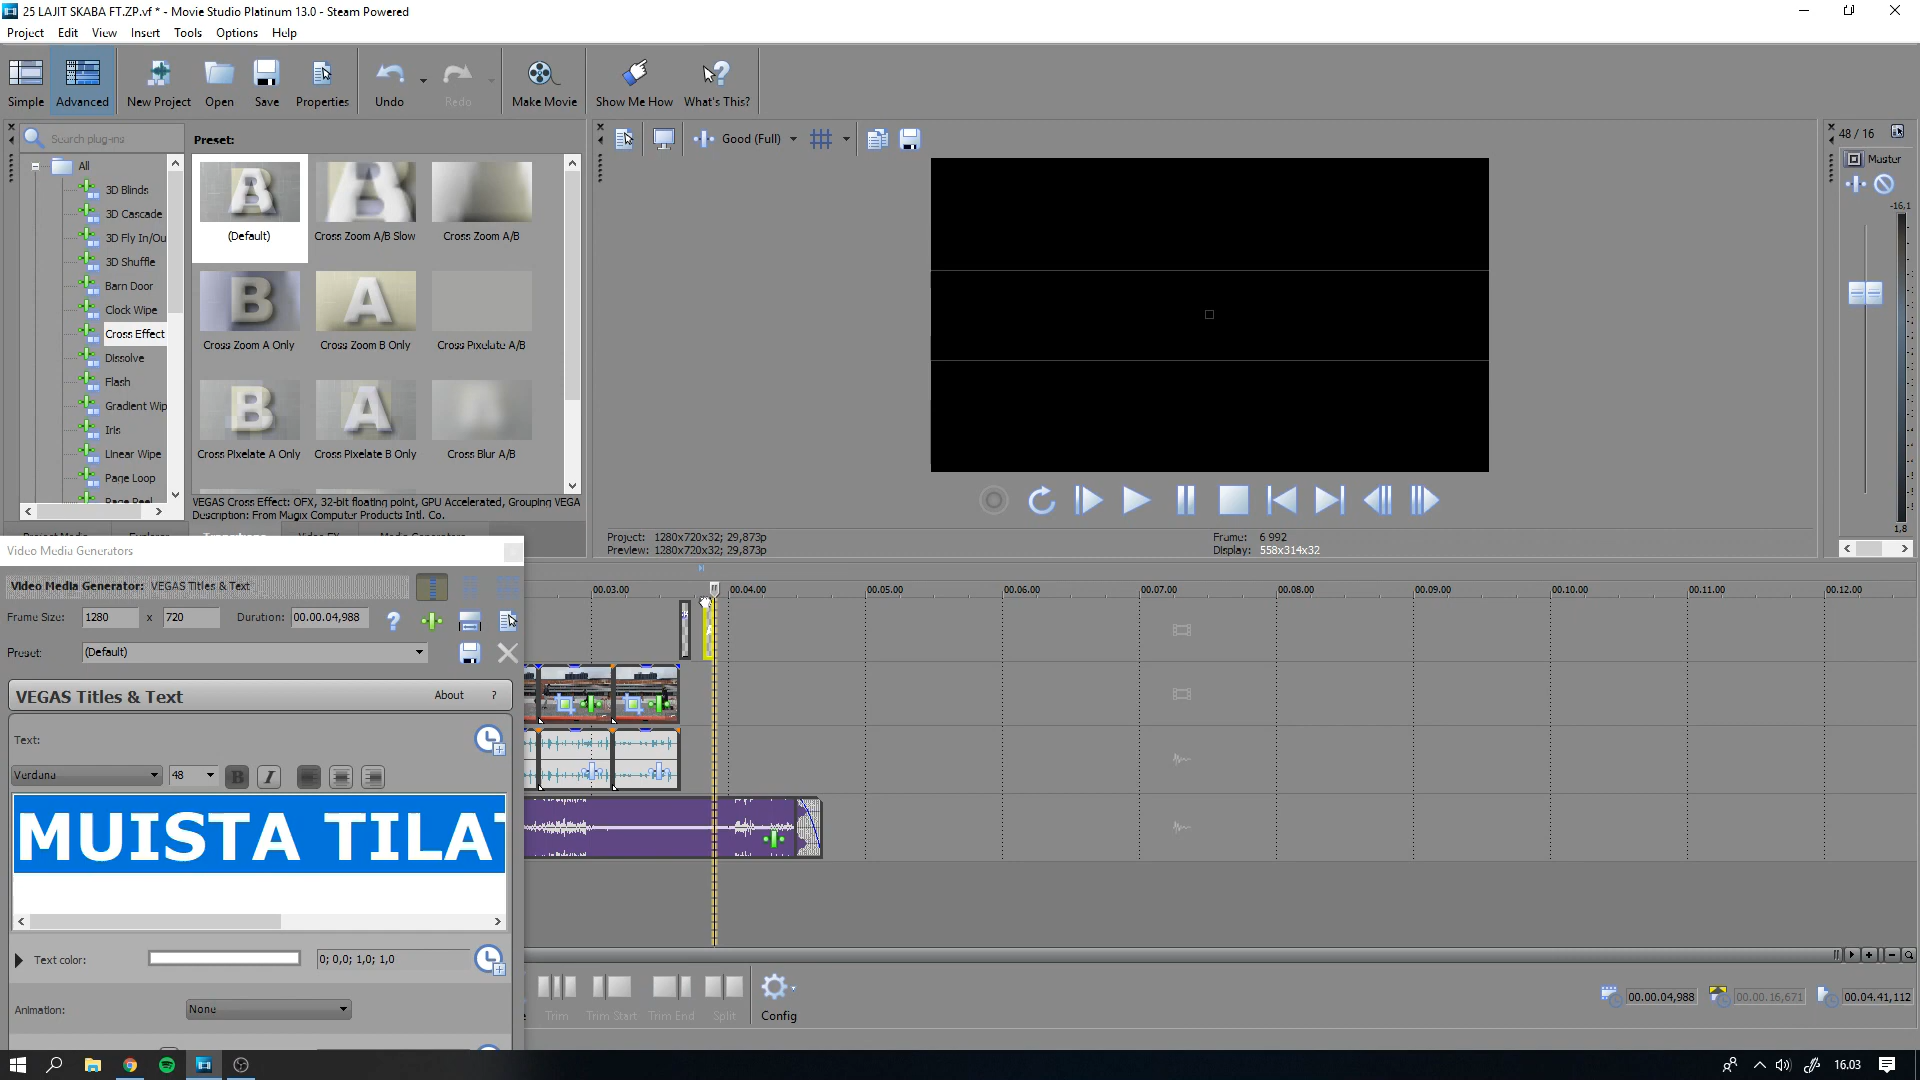 25 LAJIT SKABA FT.ZP.vf * - Movie Studio Platinum 13.0 - Steam Powered
Project Edit View Insert Tools Options Help
Simple Advanced New Project Open Save Properties Undo Redo Make Movie Show Me How What's This?
Search plug-ins
All
3D Blinds
3D Cascade
3D Fly In/Ou
3D Shuffle
Barn Door
Clock Wipe
Cross Effect
Dissolve
Flash
Gradient Wip
Iris
Linear Wipe
Page Loop
Page Peel
Preset:
(Default) Cross Zoom A/B Slow Cross Zoom A/B
Cross Zoom A Only Cross Zoom B Only Cross Pixelate A/B
Cross Pixelate A Only Cross Pixelate B Only Cross Blur A/B
VEGAS Cross Effect: OFX, 32-bit floating point, GPU Accelerated, Grouping VEGA
Description: From Magix Computer Products Intl. Co.
Good (Full)
Project: 1280x720x32; 29,873p
Preview: 1280x720x32; 29,873p
Frame: 6 992
Display: 558x314x32
48 / 16
Master
-16,1
1,8
Video Media Generators
Video Media Generator: VEGAS Titles & Text
Frame Size: 1280 x 720 Duration: 00.00.04,988
Preset: (Default)
VEGAS Titles & Text About ?
Text:
Verdana 48 B I
MUISTA TILAT
Text color: 0; 0,0; 1,0; 1,0
Animation: None
00.03.00 00.04.00 00.05.00 00.06.00 00.07.00 00.08.00 00.09.00 00.10.00 00.11.00 00.12.00
Trim Trim Start Trim End Split Config
00.00.04,988 00.00.16,671 00.04.41,112
16.03